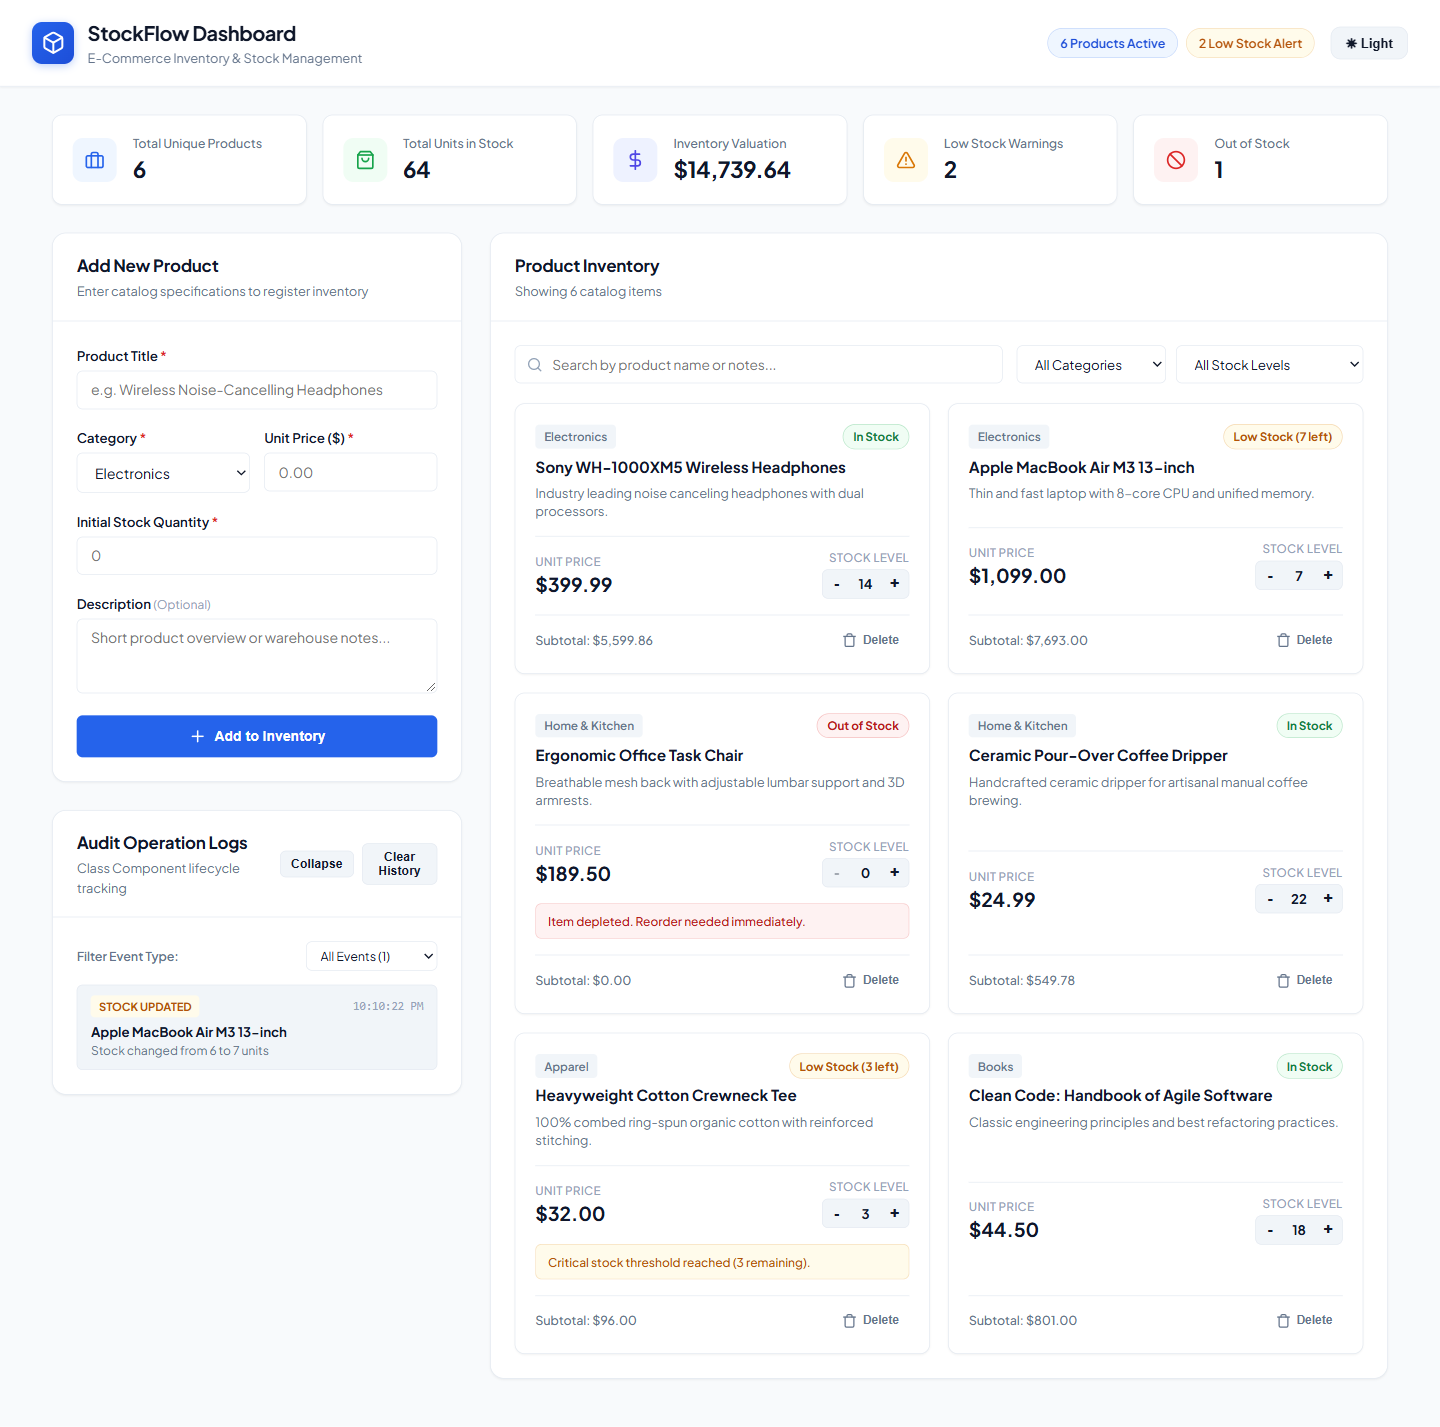 StockFlow Dashboard
E-Commerce Inventory & Stock Management
6 Products Active
2 Low Stock Alert
Light
Total Unique Products
6
Total Units in Stock
64
Inventory Valuation
$14,739.64
Low Stock Warnings
2
Out of Stock
1
Add New Product
Enter catalog specifications to register inventory
Product Title *
e.g. Wireless Noise-Cancelling Headphones
Category *
Unit Price ($) *
Electronics
0.00
Initial Stock Quantity *
0
Description (Optional)
Short product overview or warehouse notes...
+ Add to Inventory
Audit Operation Logs
Class Component lifecycle
tracking
Collapse
Clear
History
Filter Event Type:
All Events (1)
STOCK UPDATED
10:10:22 PM
Apple MacBook Air M3 13-inch
Stock changed from 6 to 7 units
Product Inventory
Showing 6 catalog items
Search by product name or notes...
All Categories
All Stock Levels
Electronics
In Stock
Sony WH-1000XM5 Wireless Headphones
Industry leading noise canceling headphones with dual
processors.
UNIT PRICE
STOCK LEVEL
$399.99
- 14 +
Subtotal: $5,599.86
Delete
Electronics
Low Stock (7 left)
Apple MacBook Air M3 13-inch
Thin and fast laptop with 8-core CPU and unified memory.
UNIT PRICE
STOCK LEVEL
$1,099.00
- 7 +
Subtotal: $7,693.00
Delete
Home & Kitchen
Out of Stock
Ergonomic Office Task Chair
Breathable mesh back with adjustable lumbar support and 3D
armrests.
UNIT PRICE
STOCK LEVEL
$189.50
- 0 +
Item depleted. Reorder needed immediately.
Subtotal: $0.00
Delete
Home & Kitchen
In Stock
Ceramic Pour-Over Coffee Dripper
Handcrafted ceramic dripper for artisanal manual coffee
brewing.
UNIT PRICE
STOCK LEVEL
$24.99
- 22 +
Subtotal: $549.78
Delete
Apparel
Low Stock (3 left)
Heavyweight Cotton Crewneck Tee
100% combed ring-spun organic cotton with reinforced
stitching.
UNIT PRICE
STOCK LEVEL
$32.00
- 3 +
Critical stock threshold reached (3 remaining).
Subtotal: $96.00
Delete
Books
In Stock
Clean Code: Handbook of Agile Software
Classic engineering principles and best refactoring practices.
UNIT PRICE
STOCK LEVEL
$44.50
- 18 +
Subtotal: $801.00
Delete